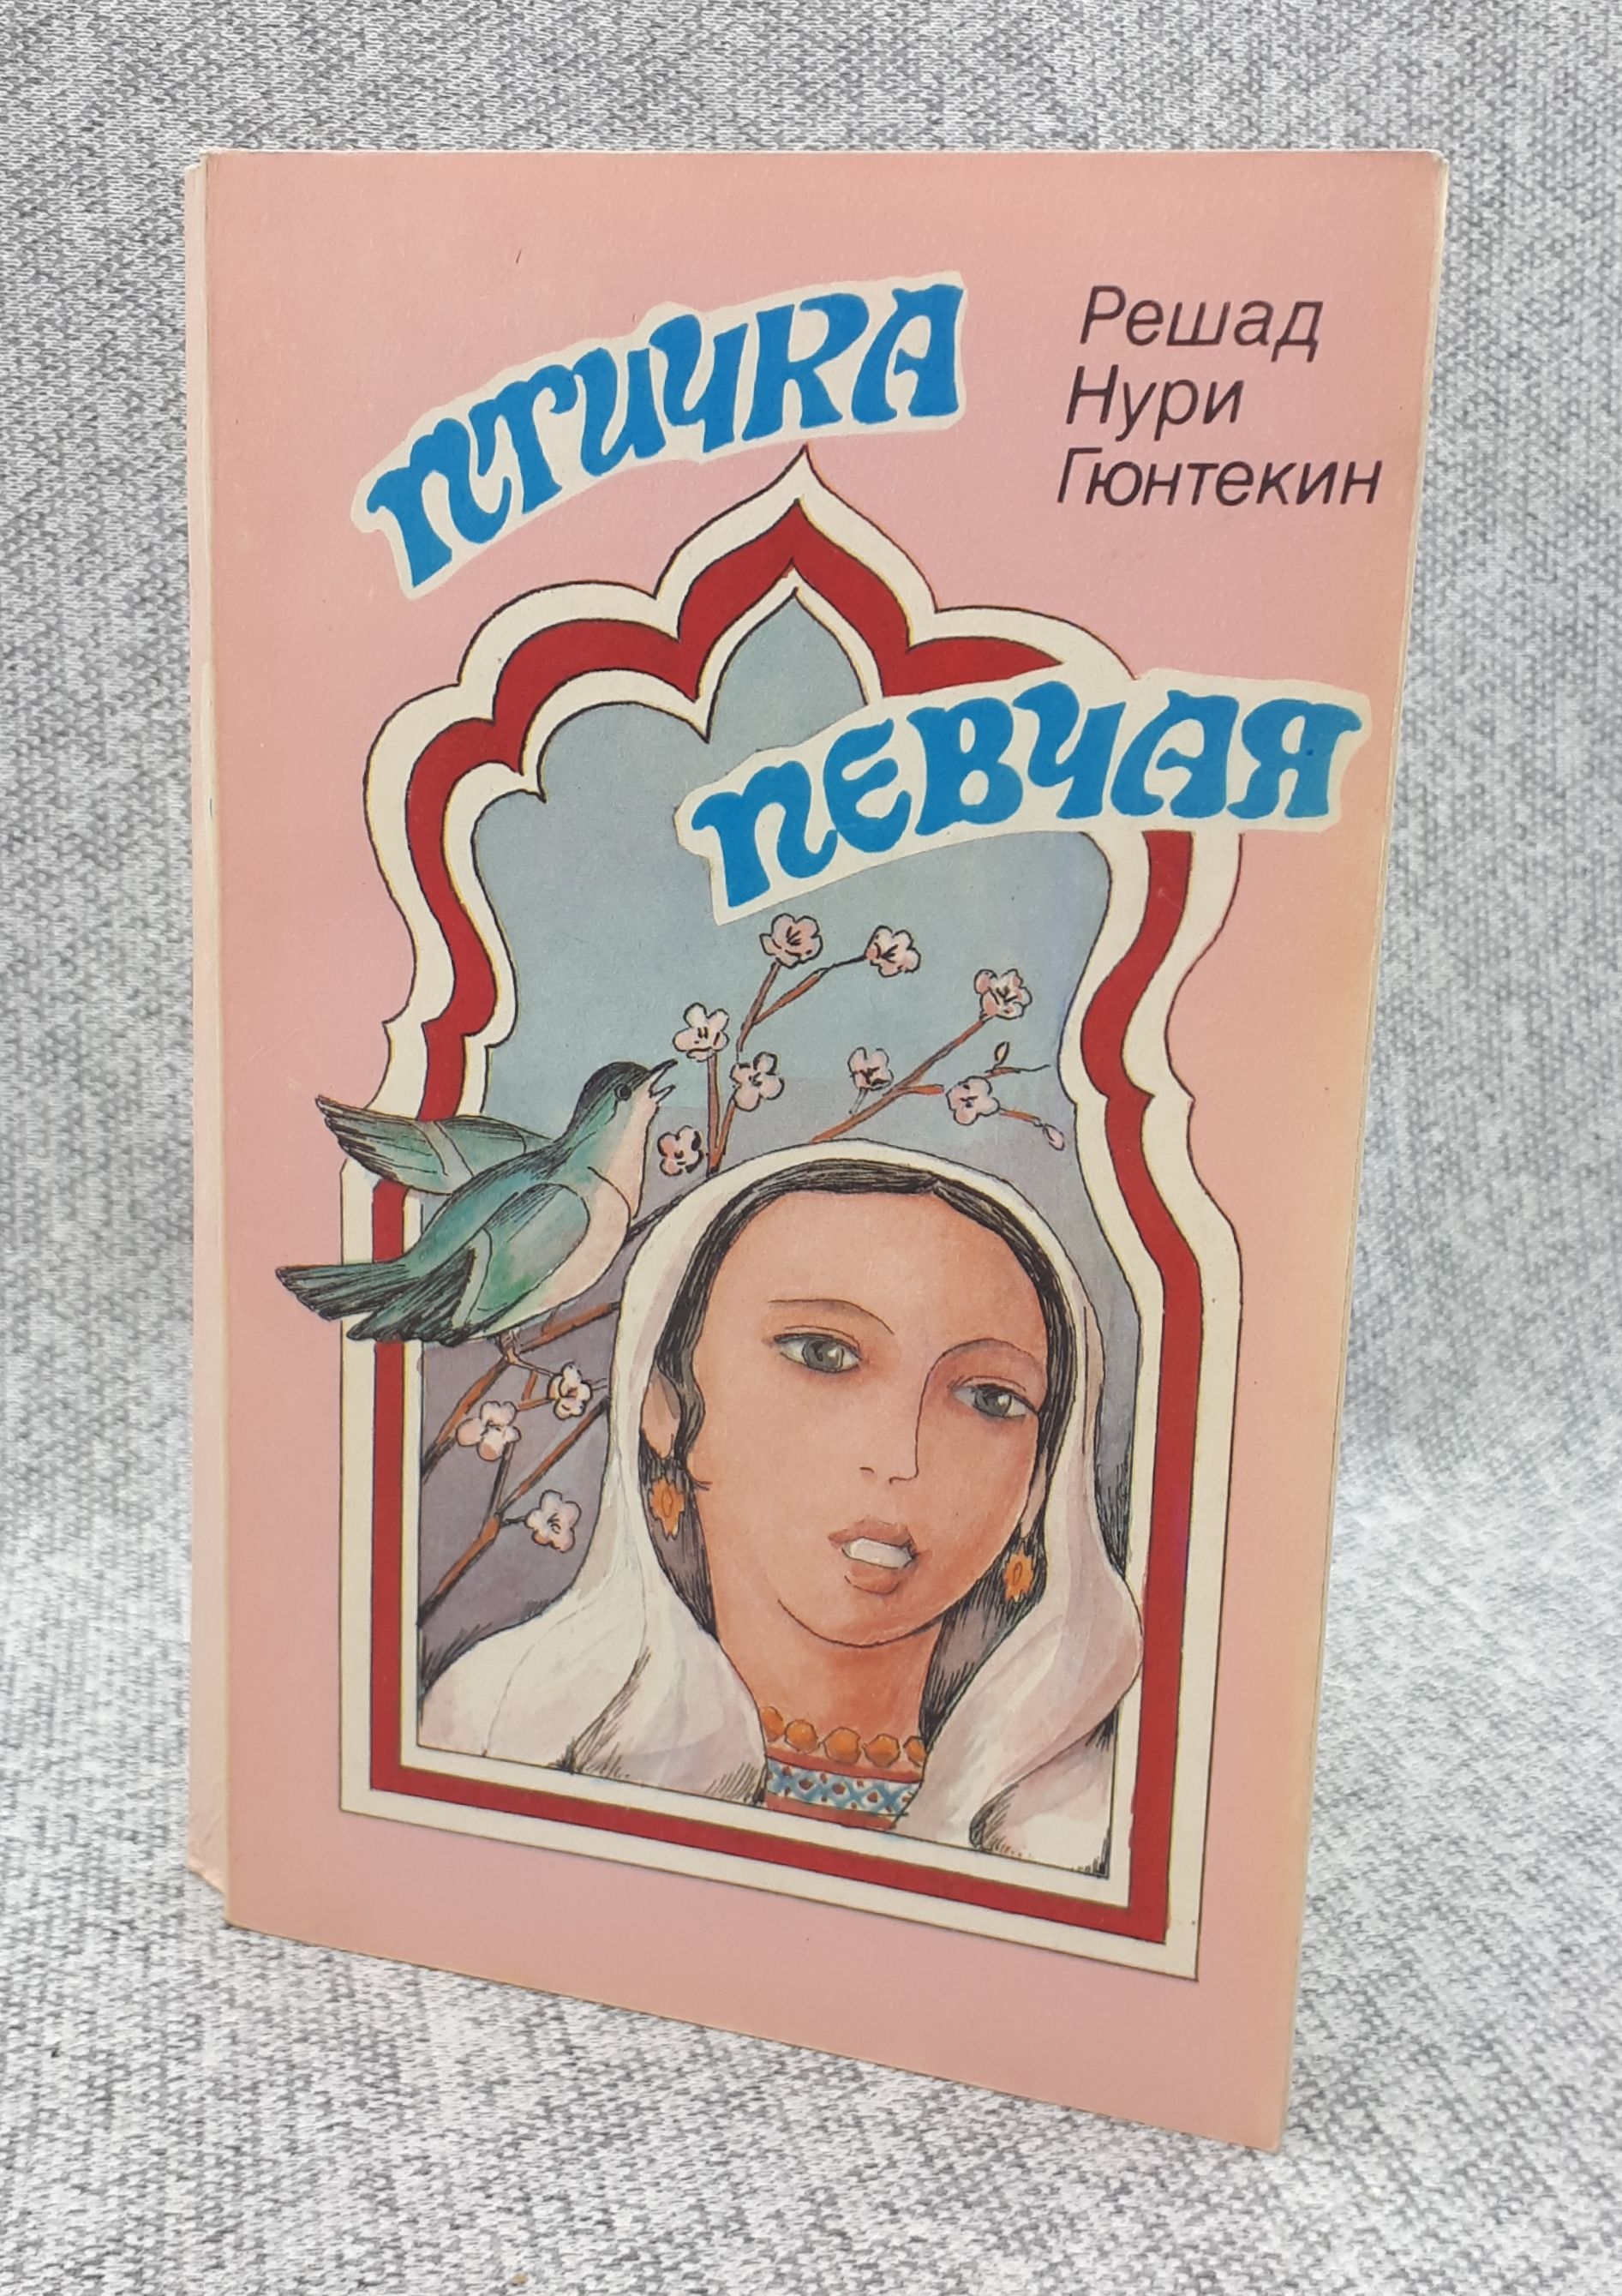 ПТИЧКА
ПЕВЧАЯ
Решад
Нури
Гюнтекин